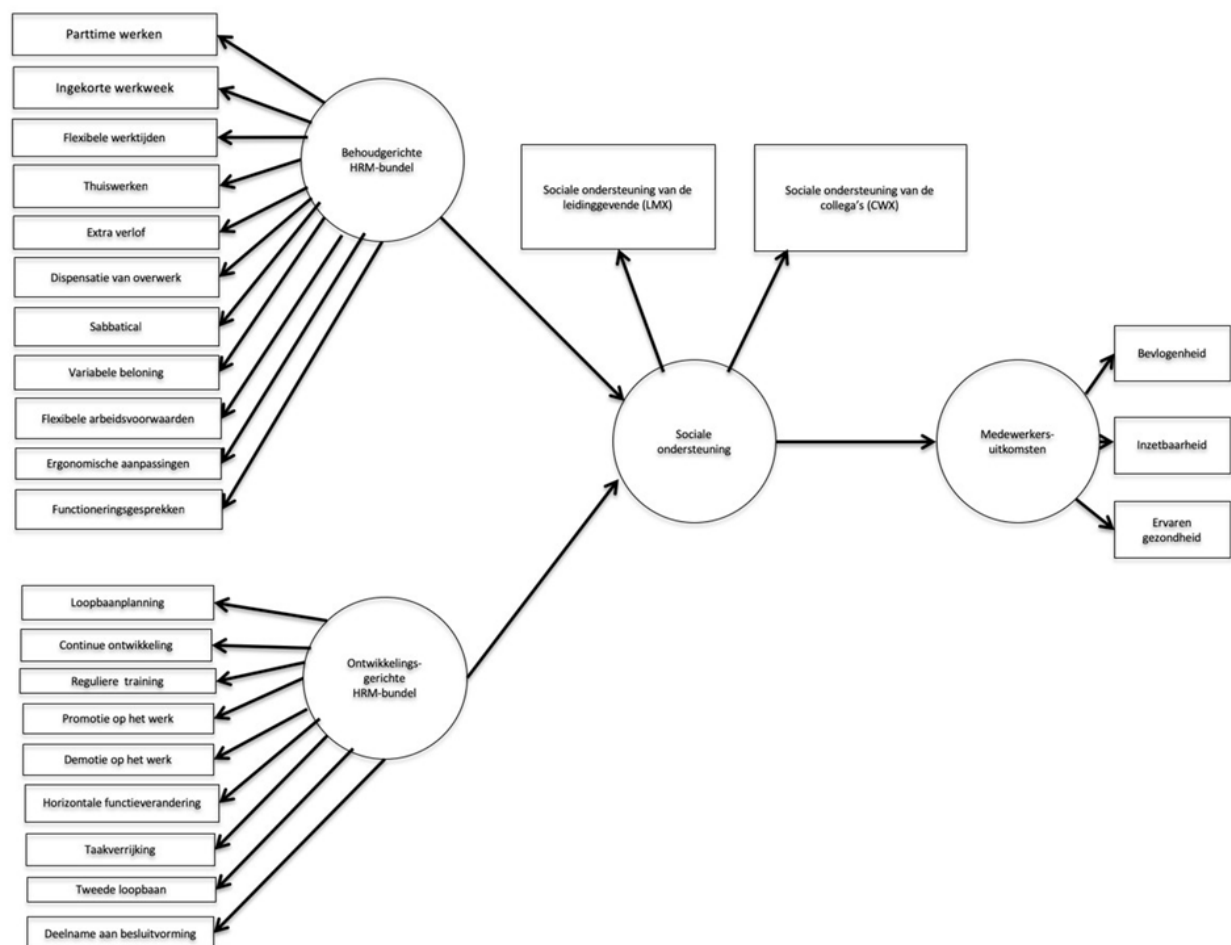 Parttime werken
Ingekorte werkweek
Flexibele werktijden
Thuiswerken
Extra verlof
Dispensatie van overwerk
Sabbatical
Variabele beloning
Flexibele arbeidsvoorwaarden
Ergonomische aanpassingen
Functioneringsgesprekken
Behoudgerichte
HRM-bundel
Sociale ondersteuning van de
leidinggevende (LMX)
Sociale ondersteuning van de
collega's (CWX)
Sociale
ondersteuning
Medewerkers-
uitkomsten
Bevlogenheid
Inzetbaarheid
Ervaren
gezondheid
Loopbaanplanning
Continue ontwikkeling
Reguliere training
Promotie op het werk
Demotie op het werk
Horizontale functieverandering
Taakverrijking
Tweede loopbaan
Deelname aan besluitvorming
Ontwikkelings-
gerichte
HRM-bundel